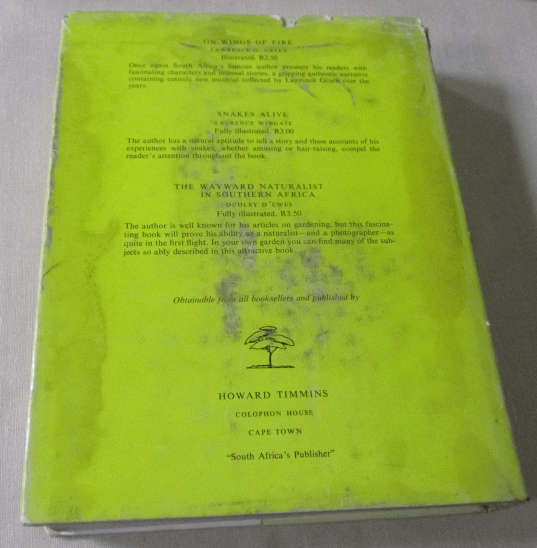 ON WINGS OF FIRE
LAWRENCE G. GREEN
Illustrated. R2.50
Once again South Africa's famous author presents his readers with
fascinating characters and unusual stories, a gripping authentic narrative
containing entirely new material collected by Lawrence Green over the
years.
SNAKES ALIVE
LAURENCE WINGATE
Fully illustrated, R3.00
The author has a natural aptitude to tell a story and these accounts of his
experiences with snakes, whether amusing or hair-raising, compel the
reader's attention throughout the book.
THE WAYWARD NATURALIST
IN SOUTHERN AFRICA
DUDLEY D'EWES
Fully illustrated, R3.50
The author is well known for his articles on gardening, but this fascina-
ting book will prove his ability as a naturalist—and a photographer—as
quite in the first flight. In your own garden you can find many of the sub-
jects so ably described in this attractive book.
Obtainable from all booksellers and published by
HOWARD TIMMINS
COLOPHON HOUSE
CAPE TOWN
"South Africa's Publisher"